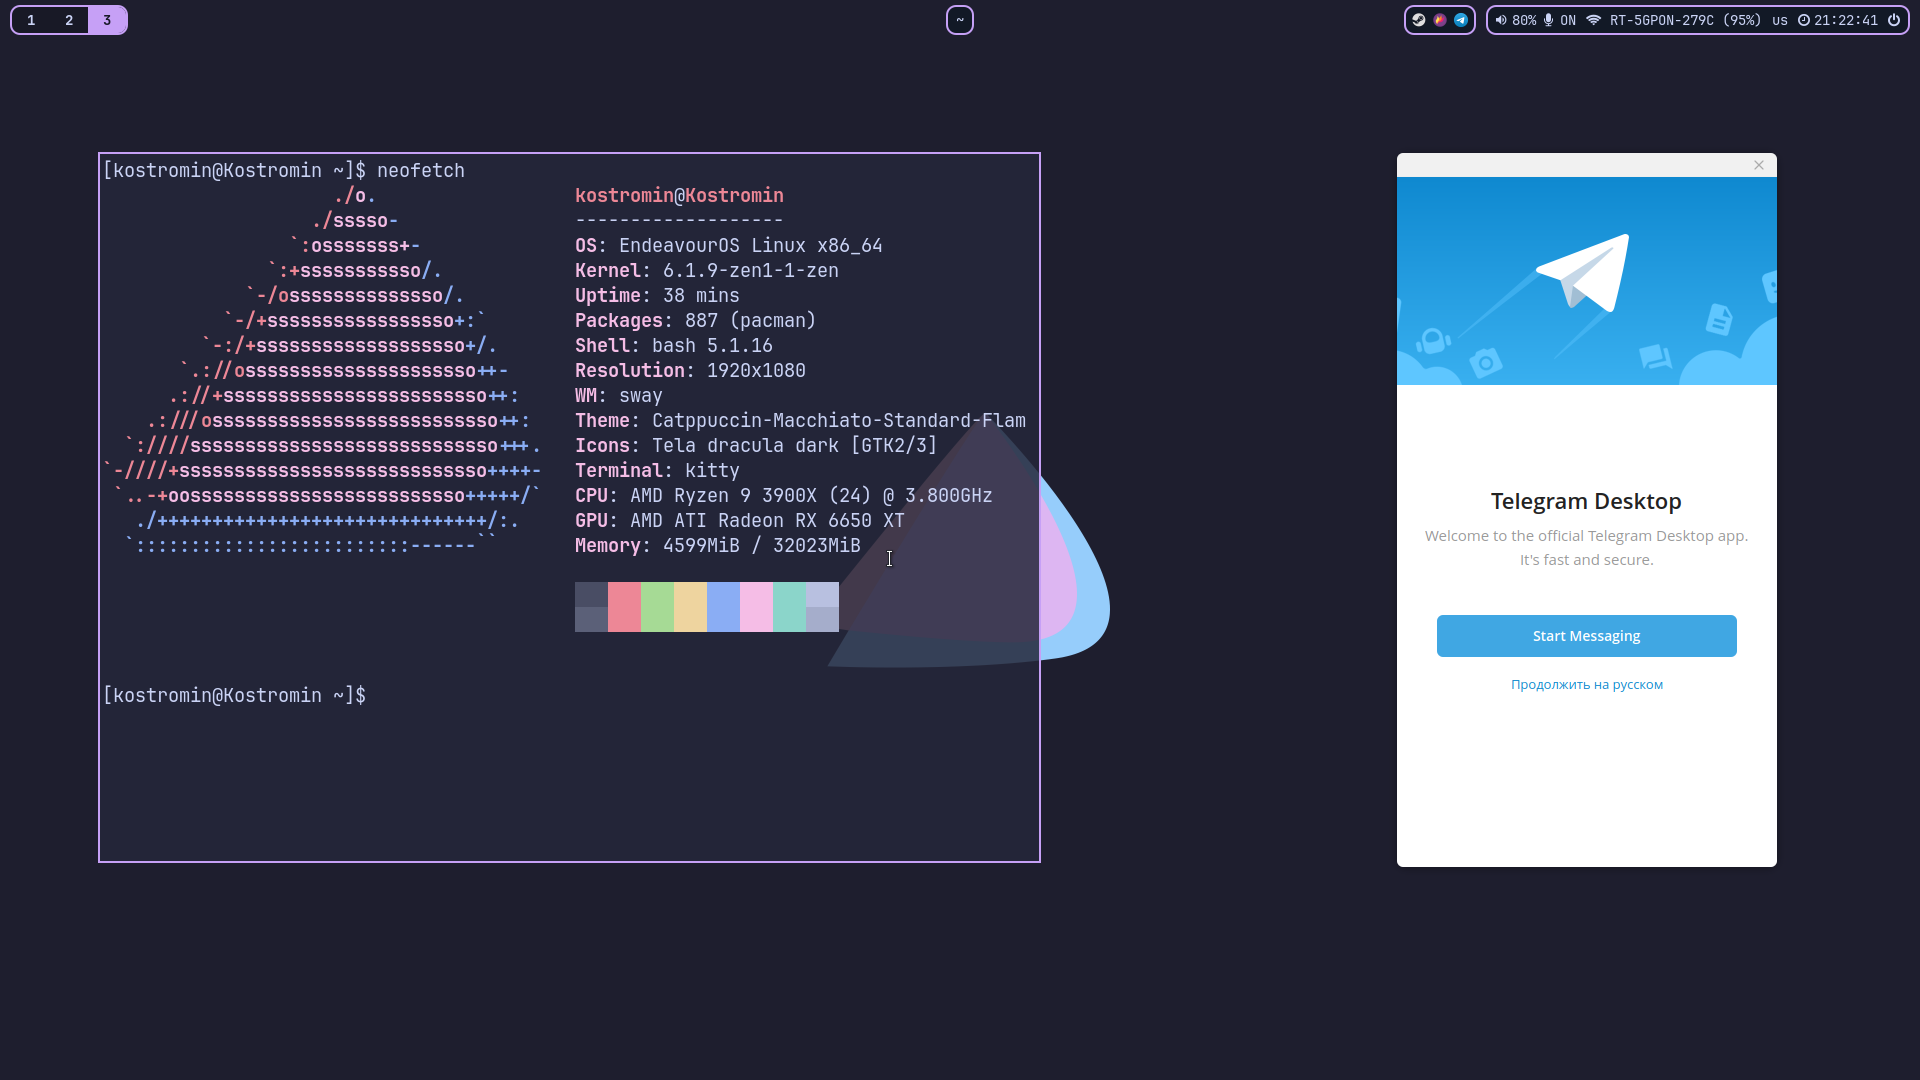 1 2 3
~
80% ON RT-5GPON-279C (95%) us 21:22:41
[kostromin@Kostromin ~]$ neofetch
./o.
./sssso-
`:osssssss+-
`:+sssssssssso/.
`-/ossssssssssssso/.
`-/+sssssssssssssssso+:`
`-:/+sssssssssssssssssso+/.
`.://osssssssssssssssssssso++-
.://+ssssssssssssssssssssssso++:
.:///ossssssssssssssssssssssssso++:
`:////ssssssssssssssssssssssssssso+++.
`-////+ssssssssssssssssssssssssssso++++-
`..-+oosssssssssssssssssssssssso+++++/`
./++++++++++++++++++++++++++++++/:.
`:::::::::::::::::::::::::------``
kostromin@Kostromin
-------------------
OS: EndeavourOS Linux x86_64
Kernel: 6.1.9-zen1-1-zen
Uptime: 38 mins
Packages: 887 (pacman)
Shell: bash 5.1.16
Resolution: 1920x1080
WM: sway
Theme: Catppuccin-Macchiato-Standard-Flam
Icons: Tela dracula dark [GTK2/3]
Terminal: kitty
CPU: AMD Ryzen 9 3900X (24) @ 3.800GHz
GPU: AMD ATI Radeon RX 6650 XT
Memory: 4599MiB / 32023MiB
[kostromin@Kostromin ~]$
Telegram Desktop
Welcome to the official Telegram Desktop app.
It's fast and secure.
Start Messaging
Продолжить на русском